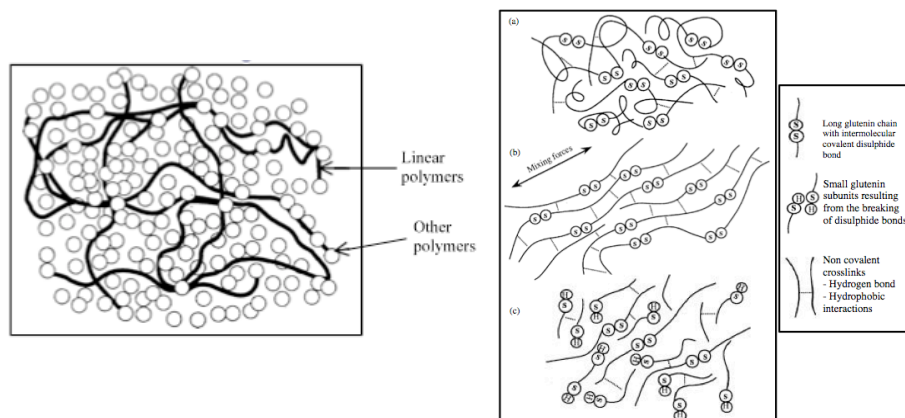 Linear
polymers
Other
polymers
(a)
S S
S S
S S
S S
S S
S S
S S
S S
(b)
Mixing forces
S S
S S
S S
S S
S S
S S
S S
S S
S S
(c)
H
S
S
H
S
H
S S
S
H
H
S
S S
S
H
S S
H S
H
S
H
S
S
H
S
H
S
H
S
S
Long glutenin chain
with intermolecular
covalent disulphide
bond
H S
S H
Small glutenin
subunits resulting
from the breaking
of disulphide bonds
Non covalent
crosslinks
- Hydrogen bond
- Hydrophobic
interactions